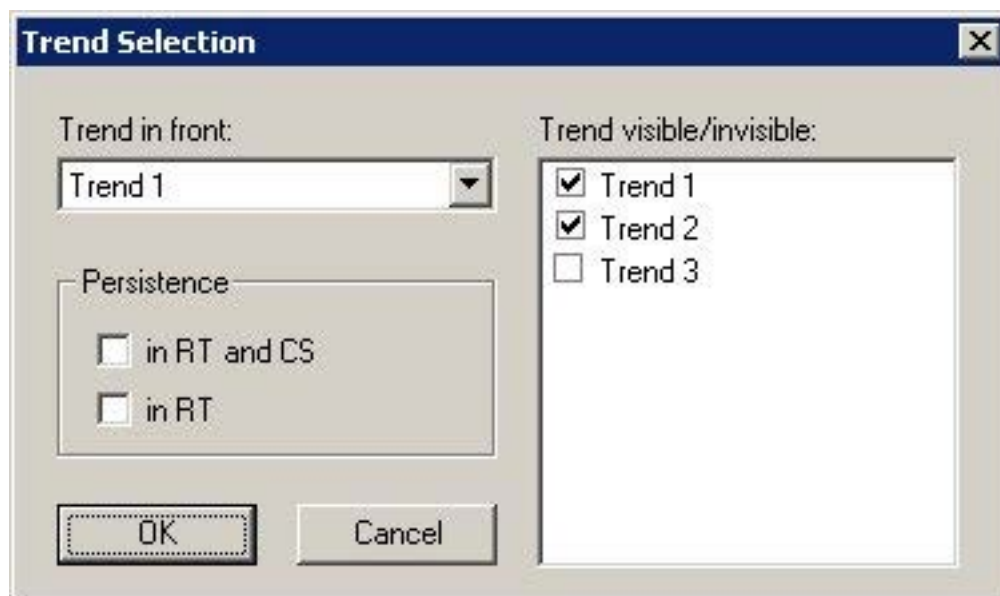 Trend Selection
Trend in front:
Trend 1
Persistence
in RT and CS
in RT
OK
Cancel
Trend visible/invisible:
Trend 1
Trend 2
Trend 3